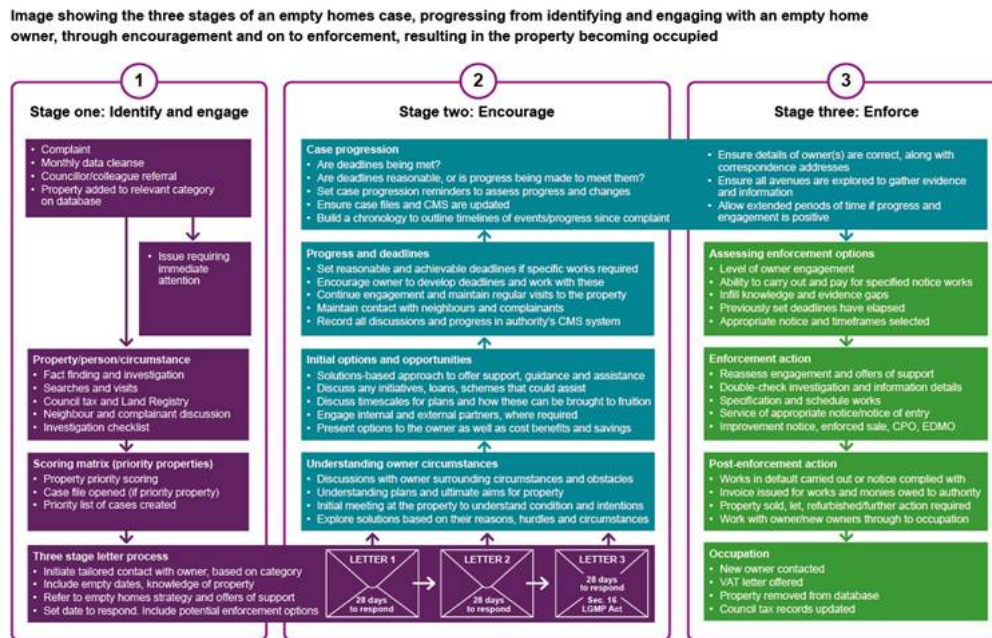 Image showing the three stages of an empty homes case, progressing from identifying and engaging with an empty home
owner, through encouragement and on to enforcement, resulting in the property becoming occupied
1
Stage one: Identify and engage
• Complaint
• Monthly data cleanse
• Councillor/colleague referral
• Property added to relevant category
on database
• Issue requiring
immediate
attention
Property/person/circumstance
• Fact finding and investigation
• Searches and visits
• Council tax and Land Registry
• Neighbour and complainant discussion
• Investigation checklist
Scoring matrix (priority properties)
• Property priority scoring
• Case file opened (if priority property)
• Priority list of cases created
Three stage letter process
• Initiate tailored contact with owner, based on category
• Include empty dates, knowledge of property
• Refer to empty homes strategy and offers of support
• Set date to respond. Include potential enforcement options
LETTER 1
28 days
to respond
LETTER 2
28 days
to respond
LETTER 3
28 days
to respond
Sec. 16
LGMP Act
2
Stage two: Encourage
Case progression
• Are deadlines being met?
• Are deadlines reasonable, or is progress being made to meet them?
• Set case progression reminders to assess progress and changes
• Ensure case files and CMS are updated
• Build a chronology to outline timelines of events/progress since complaint
Progress and deadlines
• Set reasonable and achievable deadlines if specific works required
• Encourage owner to develop deadlines and work with these
• Continue engagement and maintain regular visits to the property
• Maintain contact with neighbours and complainants
• Record all discussions and progress in authority's CMS system
Initial options and opportunities
• Solutions-based approach to offer support, guidance and assistance
• Discuss any initiatives, loans, schemes that could assist
• Discuss timescales for plans and how these can be brought to fruition
• Engage internal and external partners, where required
• Present options to the owner as well as cost benefits and savings
Understanding owner circumstances
• Discussions with owner surrounding circumstances and obstacles
• Understanding plans and ultimate aims for property
• Initial meeting at the property to understand condition and intentions
• Explore solutions based on their reasons, hurdles and circumstances
3
Stage three: Enforce
• Ensure details of owner(s) are correct, along with
correspondence addresses
• Ensure all avenues are explored to gather evidence
and information
• Allow extended periods of time if progress and
engagement is positive
Assessing enforcement options
• Level of owner engagement
• Ability to carry out and pay for specified notice works
• Infill knowledge and evidence gaps
• Previously set deadlines have elapsed
• Appropriate notice and timeframes selected
Enforcement action
• Reassess engagement and offers of support
• Double-check investigation and information details
• Specification and schedule works
• Service of appropriate notice/notice of entry
• Improvement notice, enforced sale, CPO, EDMO
Post-enforcement action
• Works in default carried out or notice complied with
• Invoice issued for works and monies owed to authority
• Property sold, let, refurbished/further action required
• Work with owner/new owners through to occupation
Occupation
• New owner contacted
• VAT letter offered
• Property removed from database
• Council tax records updated